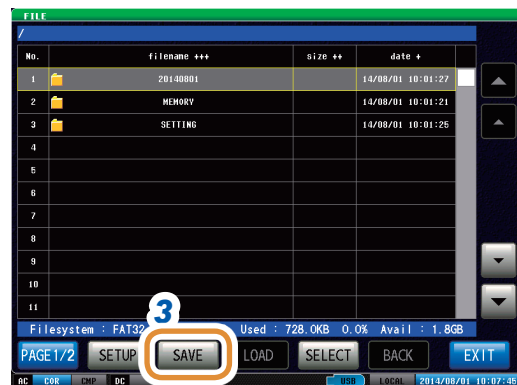 FILE
/
No. filename +++ size ++ date +
1 20140801 14/08/01 10:01:27
2 MEMORY 14/08/01 10:01:21
3 SETTING 14/08/01 10:01:25
4
5
6
7
8
9
10
11
3
Filesystem : FAT32 Used : 728.0KB 0.0% Avail : 1.8GB
PAGE1/2 SETUP SAVE LOAD SELECT BACK EXIT
AC COR CMP DC USB LOCAL 2014/08/01 10:07:45